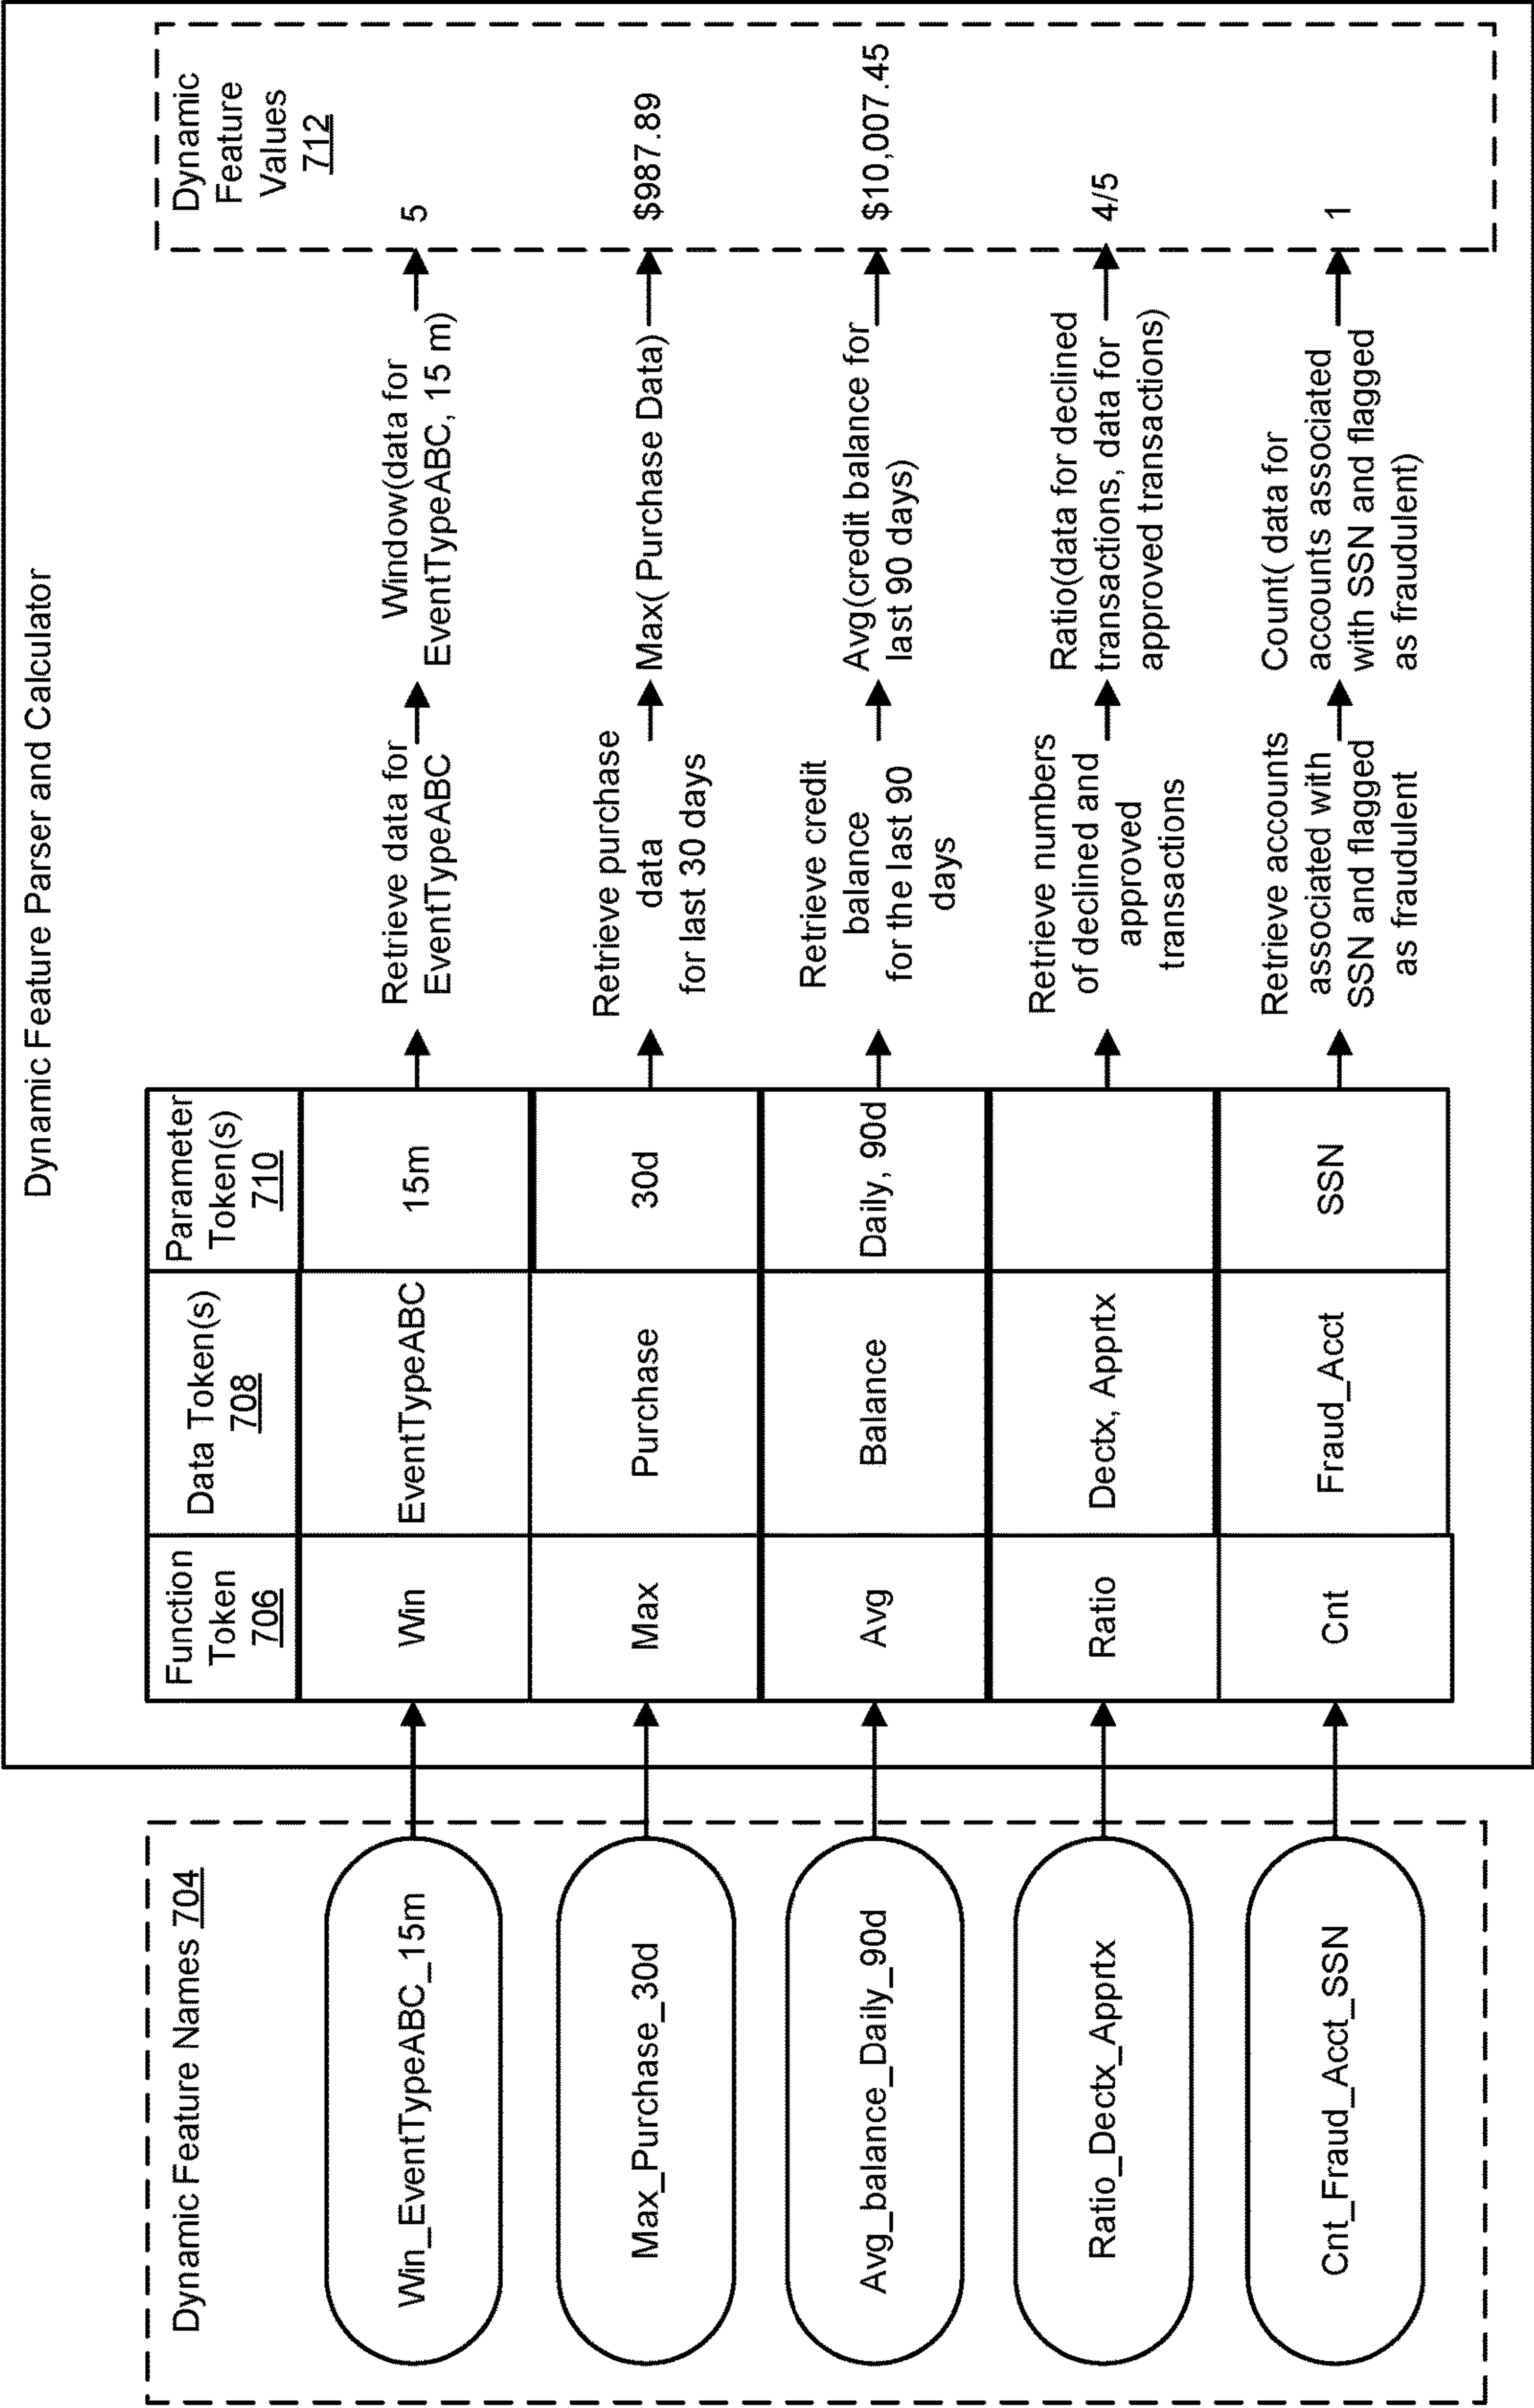 Dynamic Feature Parser and Calculator
Dynamic Feature Names 704
Function
Token
706
Data Token(s)
708
Parameter
Token(s)
710
Dynamic
Feature
Values
712
Win_EventTypeABC_15m
Win
EventTypeABC
15m
Retrieve data for
EventTypeABC
Window(data for
EventTypeABC, 15 m)
5
Max_Purchase_30d
Max
Purchase
30d
Retrieve purchase
data
for last 30 days
Max( Purchase Data)
$987.89
Avg_balance_Daily_90d
Avg
Balance
Daily, 90d
Retrieve credit
balance
for the last 90
days
Avg(credit balance for
last 90 days)
$10,007.45
Ratio_Dectx_Apprtx
Ratio
Dectx, Apprtx
Retrieve numbers
of declined and
approved
transactions
Ratio(data for declined
transactions, data for
approved transactions)
4/5
Cnt_Fraud_Acct_SSN
Cnt
Fraud_Acct
SSN
Retrieve accounts
associated with
SSN and flagged
as fraudulent
Count( data for
accounts associated
with SSN and flagged
as fraudulent)
1